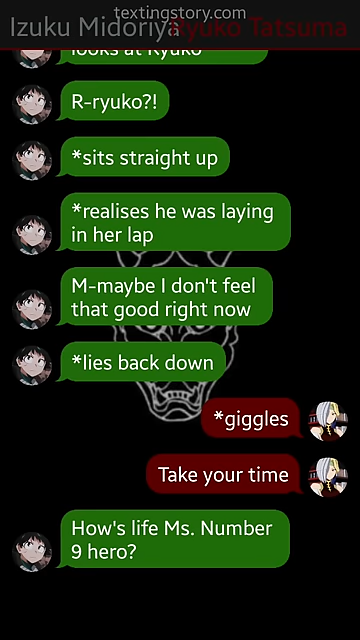 textingstory.com
Izuku Midoriya Ryuko Tatsuma
looks at Ryuko
R-ryuko?!
*sits straight up
*realises he was laying
in her lap
M-maybe I don't feel
that good right now
*lies back down
*giggles
Take your time
How's life Ms. Number
9 hero?